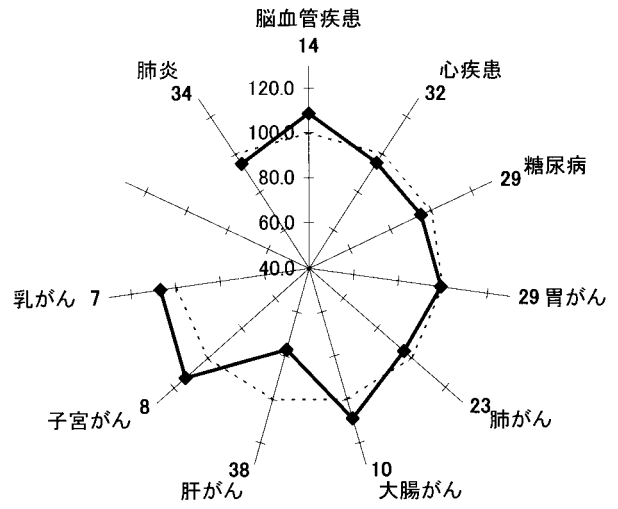 脳血管疾患
14
肺炎
34
心疾患
32
120.0
100.0
80.0
60.0
40.0
糖尿病
29
乳がん 7
29 胃がん
子宮がん 8
23 肺がん
38
肝がん
10
大腸がん